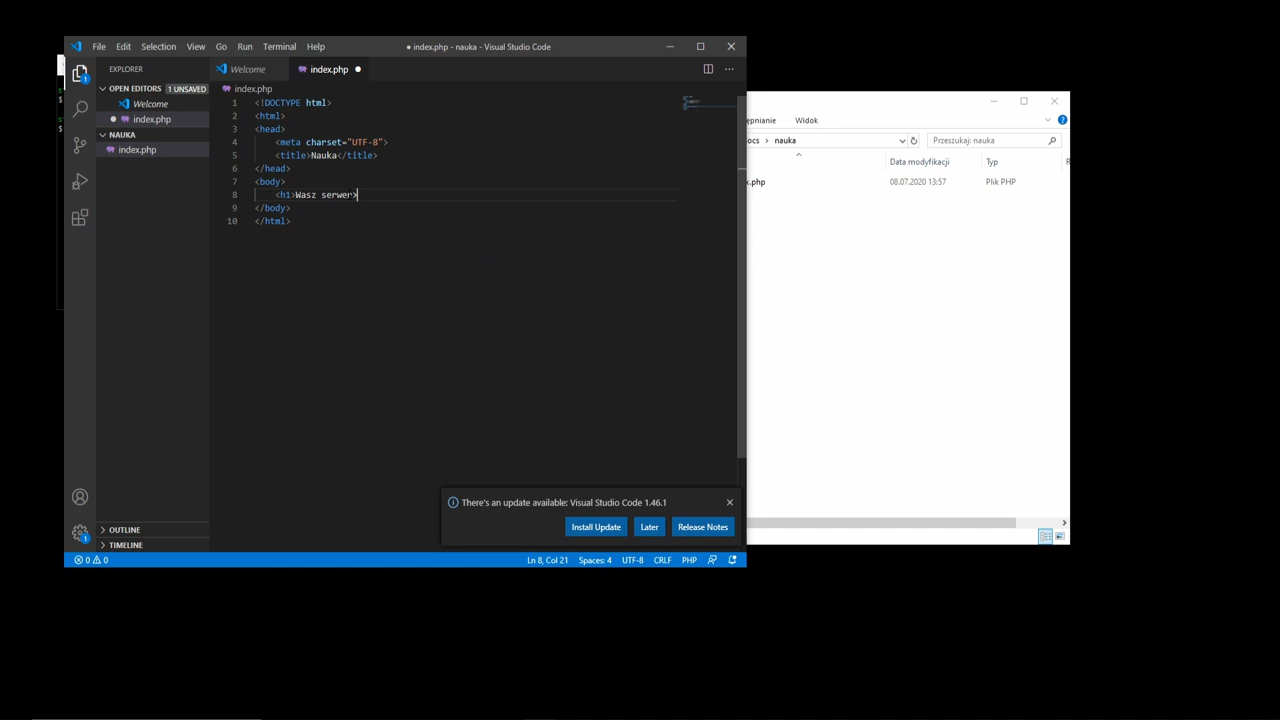 File Edit Selection View Go Run Terminal Help ● index.php - nauka - Visual Studio Code
EXPLORER
OPEN EDITORS 1 UNSAVED
Welcome
index.php
NAUKA
index.php
OUTLINE
TIMELINE
Welcome index.php
index.php
1 <!DOCTYPE html>
2 <html>
3 <head>
4 <meta charset="UTF-8">
5 <title>Nauka</title>
6 </head>
7 <body>
8 <h1>Wasz serwer>
9 </body>
10 </html>
There's an update available: Visual Studio Code 1.46.1
Install Update Later Release Notes
0 0 Ln 8, Col 21 Spaces: 4 UTF-8 CRLF PHP
Widok
nauka Przeszukaj: nauka
Data modyfikacji Typ
08.07.2020 13:57 Plik PHP